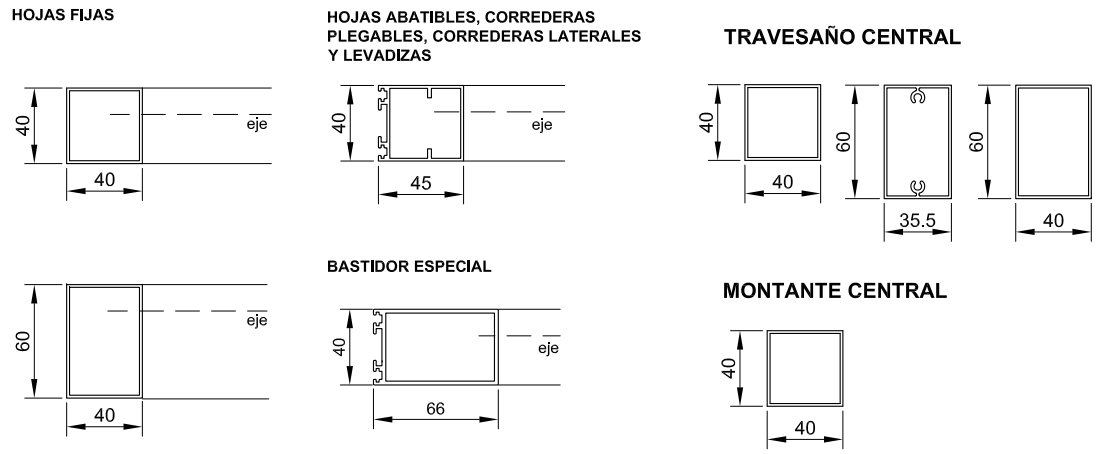 HOJAS FIJAS
40
eje
40
60
eje
40
HOJAS ABATIBLES, CORREDERAS
PLEGABLES, CORREDERAS LATERALES
Y LEVADIZAS
40
eje
45
BASTIDOR ESPECIAL
40
eje
66
TRAVESAÑO CENTRAL
40
40
60
35.5
60
40
MONTANTE CENTRAL
40
40